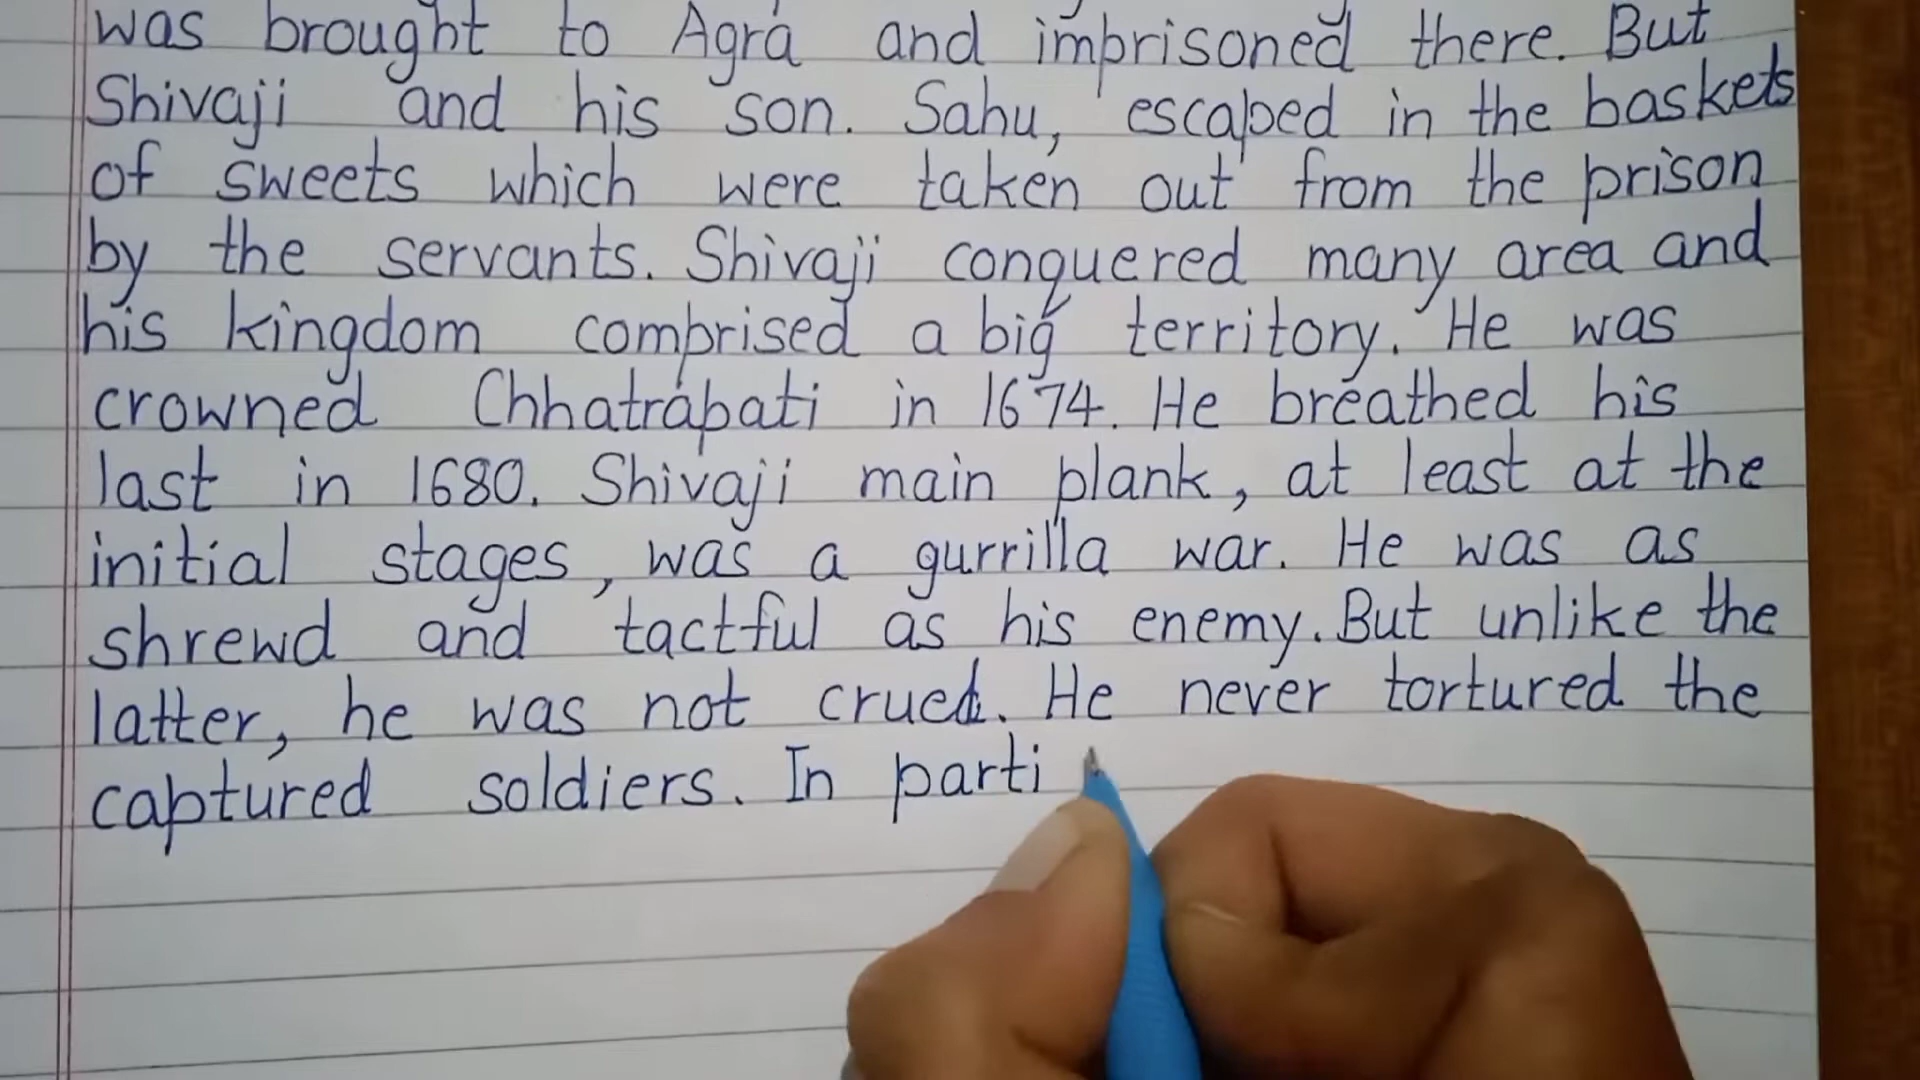 was brought to Agra and imprisoned there. But
Shivaji and his son. Sahu, escaped in the baskets
of sweets which were taken out from the prison
by the servants. Shivaji conquered many area and
his kingdom comprised a big territory. He was
crowned Chhatrapati in 1674. He breathed his
last in 1680. Shivaji main plank, at least at the
initial stages, was a gurrilla war. He was as
shrewd and tactful as his enemy. But unlike the
latter, he was not crued. He never tortured the
captured soldiers. In parti